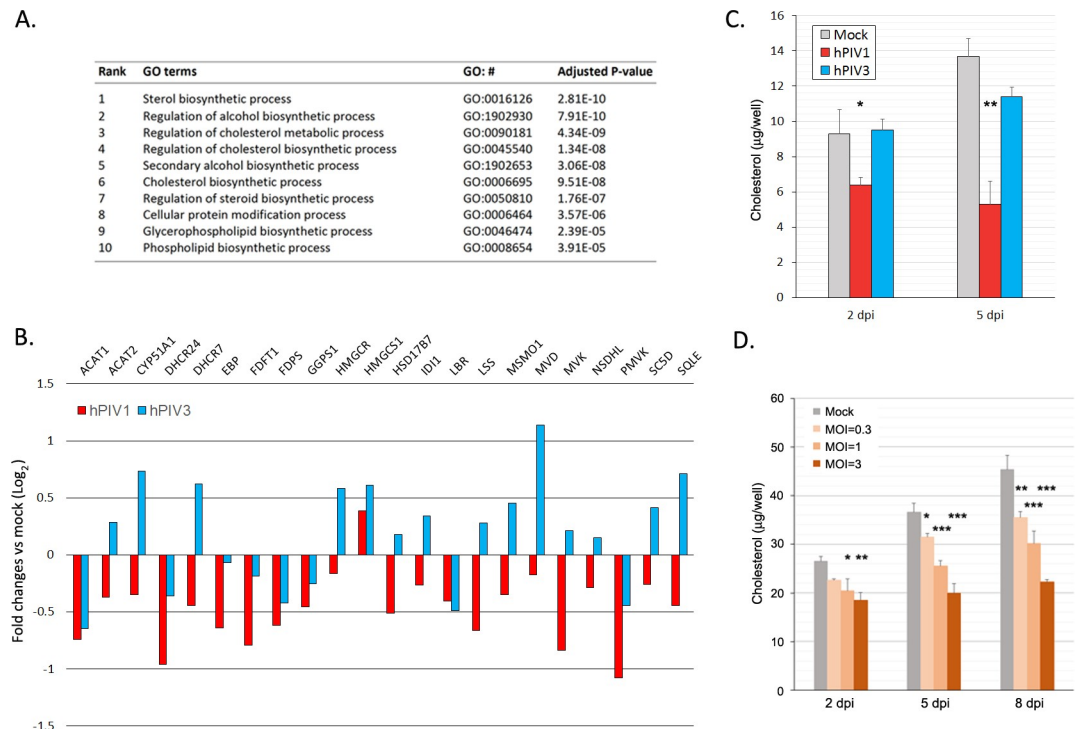 A.
Rank GO terms GO: # Adjusted P-value
1 Sterol biosynthetic process GO:0016126 2.81E-10
2 Regulation of alcohol biosynthetic process GO:1902930 7.91E-10
3 Regulation of cholesterol metabolic process GO:0090181 4.34E-09
4 Regulation of cholesterol biosynthetic process GO:0045540 1.34E-08
5 Secondary alcohol biosynthetic process GO:1902653 3.06E-08
6 Cholesterol biosynthetic process GO:0006695 9.51E-08
7 Regulation of steroid biosynthetic process GO:0050810 1.76E-07
8 Cellular protein modification process GO:0006464 3.57E-06
9 Glycerophospholipid biosynthetic process GO:0046474 2.39E-05
10 Phospholipid biosynthetic process GO:0008654 3.91E-05
B.
ACAT1
ACAT2
CYP51A1
DHCR24
DHCR7
EBP
FDFT1
FDPS
GGPS1
HMGCR
HMGCS1
HSD17B7
IDI1
LBR
LSS
MSMO1
MVD
MVK
NSDHL
PMVK
SC5D
SQLE
hPIV1 hPIV3
Fold changes vs mock (Log2)
1.5
1
0.5
0
-0.5
-1
-1.5
C.
Mock
hPIV1
hPIV3
Cholesterol (µg/well)
16
14
12
10
8
6
4
2
0
* **
2 dpi 5 dpi
D.
Mock
MOI=0.3
MOI=1
MOI=3
Cholesterol (µg/well)
60
50
40
30
20
10
0
* **
* *** ***
** *** ***
2 dpi 5 dpi 8 dpi